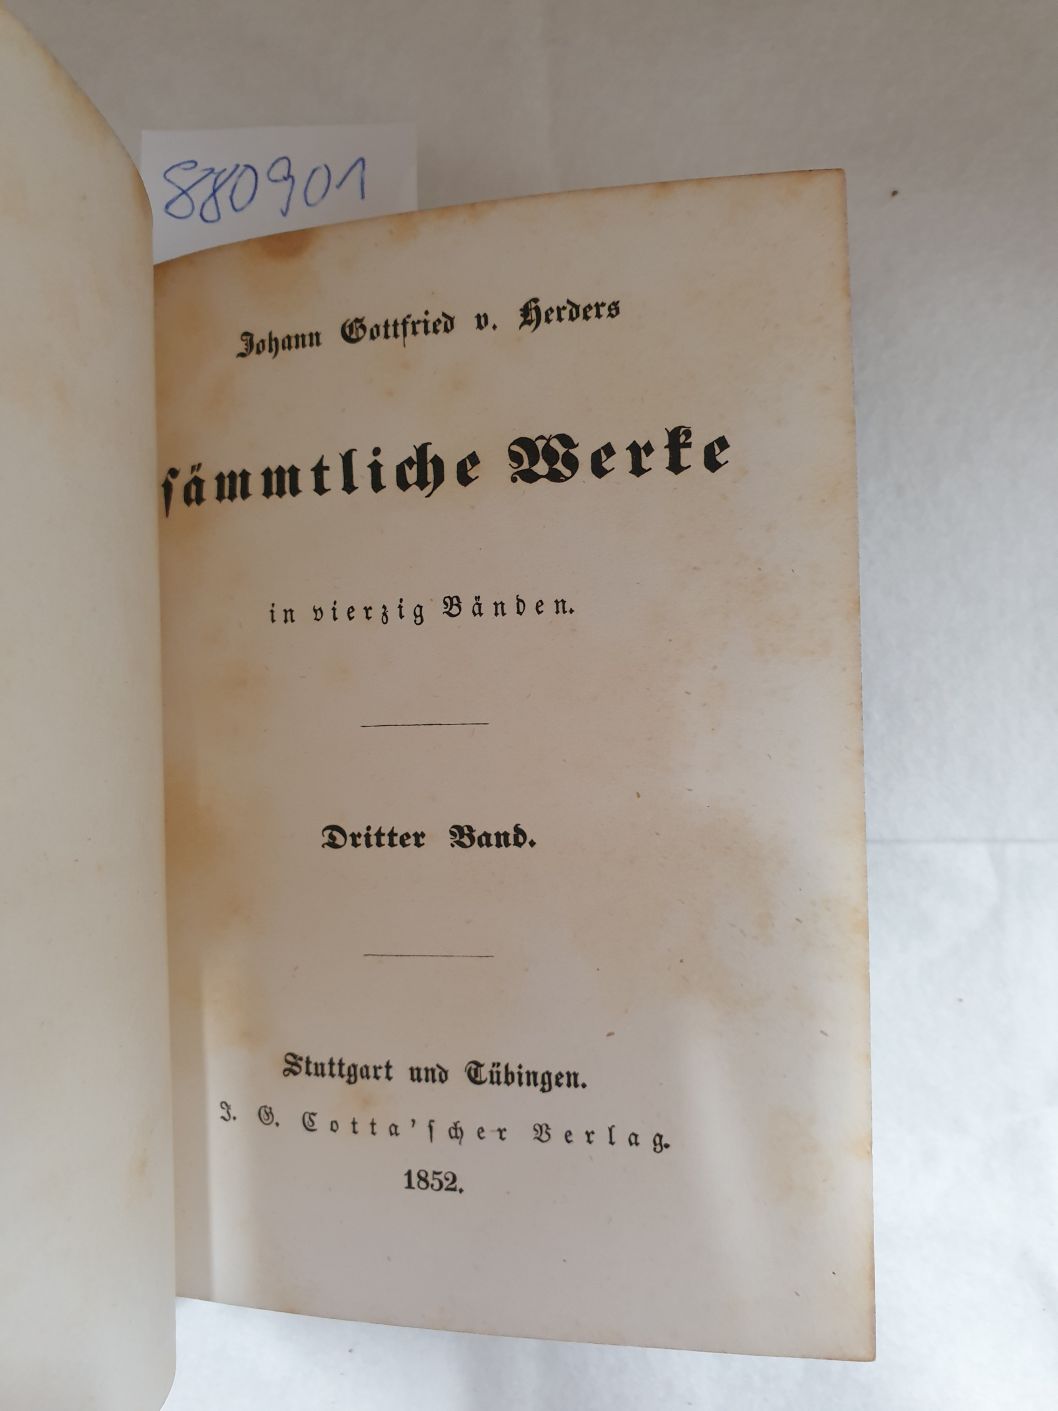 880901
Johann Gottfried v. Herders
sämmtliche Werke
in vierzig Bänden.
Dritter Band.
Stuttgart und Tübingen.
J. G. Cotta'scher Verlag.
1852.